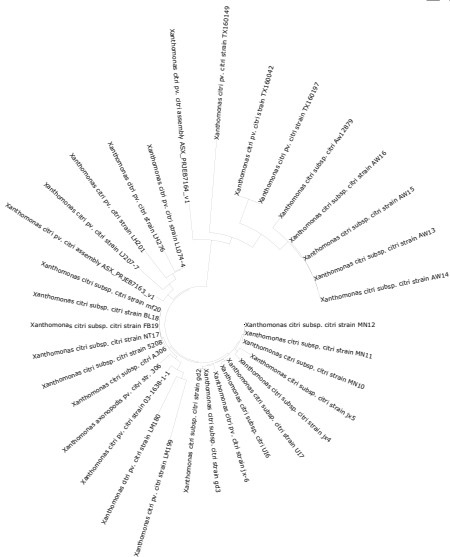 Xanthomonas citri pv. citri strain TX160149
Xanthomonas citri pv. citri strain TX160042
Xanthomonas citri pv. citri strain TX160197
Xanthomonas citri subsp. citri Aw12879
Xanthomonas citri subsp. citri strain AW16
Xanthomonas citri subsp. citri strain AW15
Xanthomonas citri subsp. citri strain AW13
Xanthomonas citri subsp. citri strain AW14
Xanthomonas citri subsp. citri strain MN12
Xanthomonas citri subsp. citri strain MN11
Xanthomonas citri subsp. citri strain MN10
Xanthomonas citri subsp. citri strain jx5
Xanthomonas citri subsp. citri strain jx4
Xanthomonas citri subsp. citri strain UI7
Xanthomonas citri subsp. citri UI6
Xanthomonas citri pv. citri strain jx-6
Xanthomonas citri subsp. citri strain gd3
Xanthomonas citri subsp. citri strain gd2
Xanthomonas citri pv. citri strain LM199
Xanthomonas citri pv. citri strain LM180
Xanthomonas citri pv. citri strain 03-1638-1-1
Xanthomonas axonopodis pv. citri str. 306
Xanthomonas citri subsp. citri A306
Xanthomonas citri subsp. citri strain 5208
Xanthomonas citri subsp. citri strain NT17
Xanthomonas citri subsp. citri strain FB19
Xanthomonas citri subsp. citri strain BL18
Xanthomonas citri subsp. citri strain mf20
Xanthomonas citri pv. citri assembly ASX_PRJEB7163_v1
Xanthomonas citri pv. citri strain LJ207-7
Xanthomonas citri pv. citri strain LH201
Xanthomonas citri pv. citri strain LH276
Xanthomonas citri pv. citri strain LL074-4
Xanthomonas citri pv. citri assembly ASX_PRJEB7164_v1